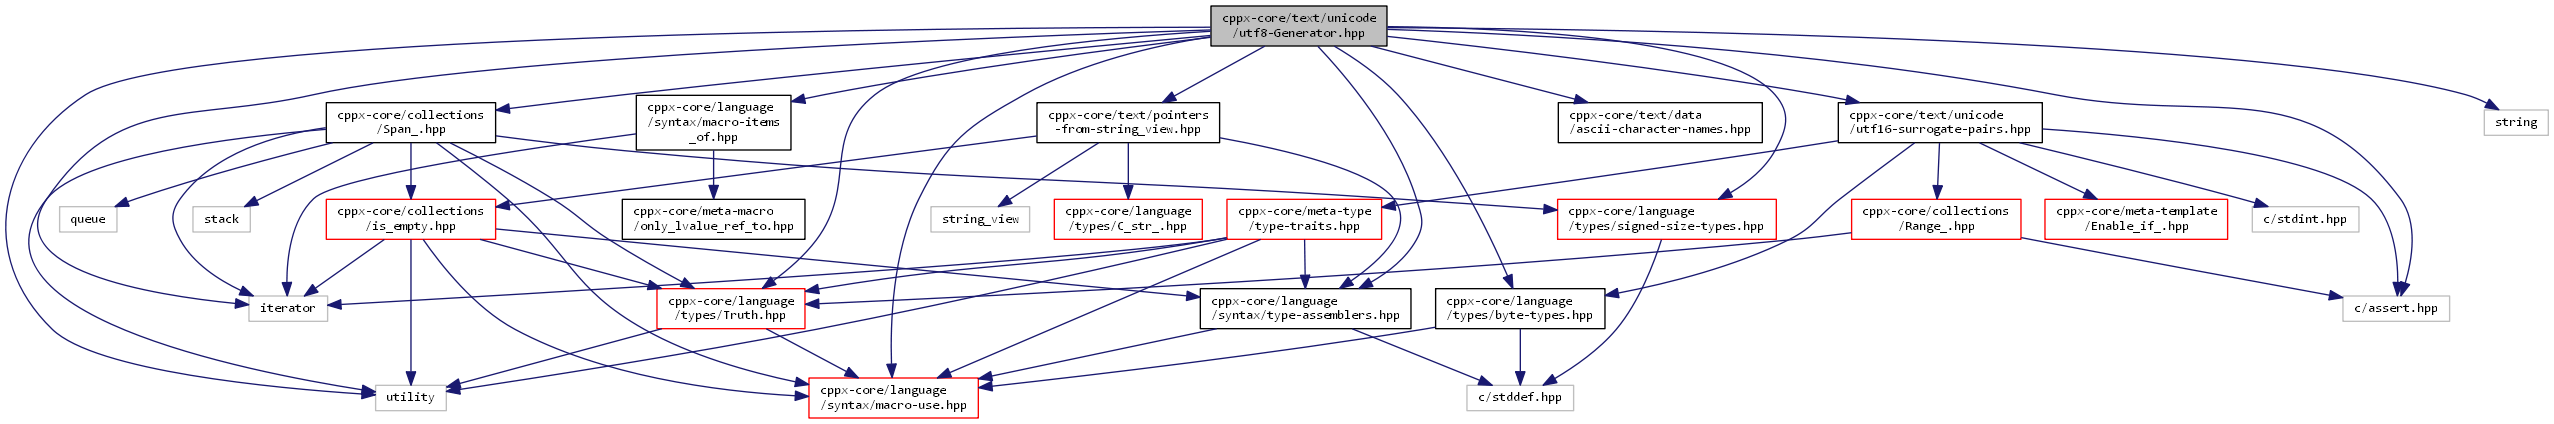 cppx-core/text/unicode
/utf8-Generator.hpp
cppx-core/collections
/Span_.hpp
cppx-core/language
/syntax/macro-items
_of.hpp
cppx-core/text/pointers
-from-string_view.hpp
cppx-core/text/data
/ascii-character-names.hpp
cppx-core/text/unicode
/utf16-surrogate-pairs.hpp
string
queue
stack
cppx-core/collections
/is_empty.hpp
cppx-core/meta-macro
/only_lvalue_ref_to.hpp
string_view
cppx-core/language
/types/C_str_.hpp
cppx-core/meta-type
/type-traits.hpp
cppx-core/language
/types/signed-size-types.hpp
cppx-core/collections
/Range_.hpp
cppx-core/meta-template
/Enable_if_.hpp
c/stdint.hpp
iterator
cppx-core/language
/types/Truth.hpp
cppx-core/language
/syntax/type-assemblers.hpp
cppx-core/language
/types/byte-types.hpp
c/assert.hpp
utility
cppx-core/language
/syntax/macro-use.hpp
c/stddef.hpp